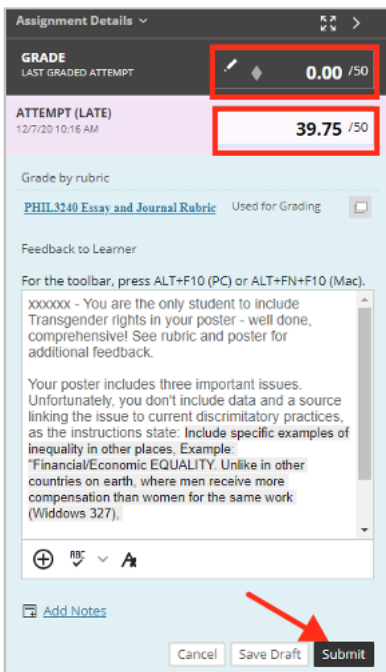 Assignment Details
GRADE
LAST GRADED ATTEMPT
0.00 /50
ATTEMPT (LATE)
12/7/20 10:16 AM
39.75 /50
Grade by rubric
PHIL3240 Essay and Journal Rubric Used for Grading
Feedback to Learner
For the toolbar, press ALT+F10 (PC) or ALT+FN+F10 (Mac).
xxxxxx - You are the only student to include
Transgender rights in your poster - well done,
comprehensive! See rubric and poster for
additional feedback.
Your poster includes three important issues.
Unfortunately, you don't include data and a source
linking the issue to current discrimitatory practices,
as the instructions state: Include specific examples of
inequality in other places, Example:
"Financial/Economic EQUALITY. Unlike in other
countries on earth, where men receive more
compensation than women for the same work
(Widdows 327),
ABC
Add Notes
Cancel Save Draft Submit